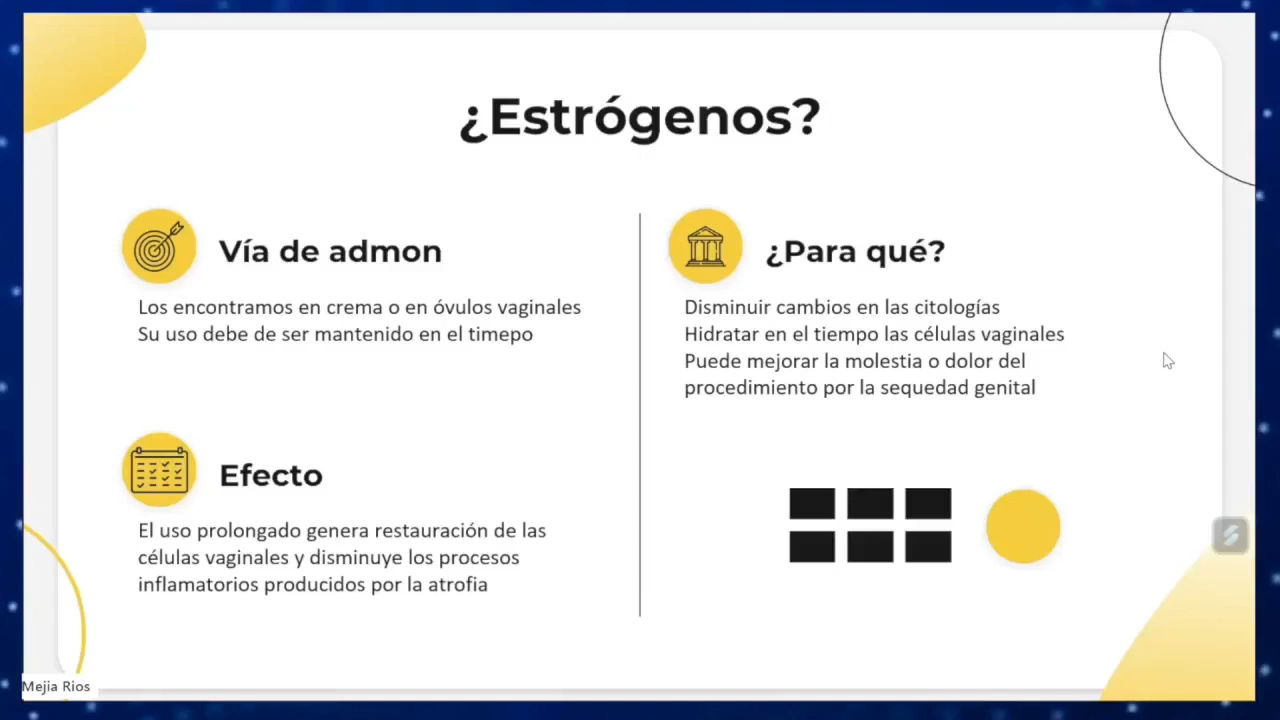 ¿Estrógenos?
Vía de admon
Los encontramos en crema o en óvulos vaginales
Su uso debe de ser mantenido en el timepo
Efecto
El uso prolongado genera restauración de las
células vaginales y disminuye los procesos
inflamatorios producidos por la atrofia
¿Para qué?
Disminuir cambios en las citologías
Hidratar en el tiempo las células vaginales
Puede mejorar la molestia o dolor del
procedimiento por la sequedad genital
Mejia Rios